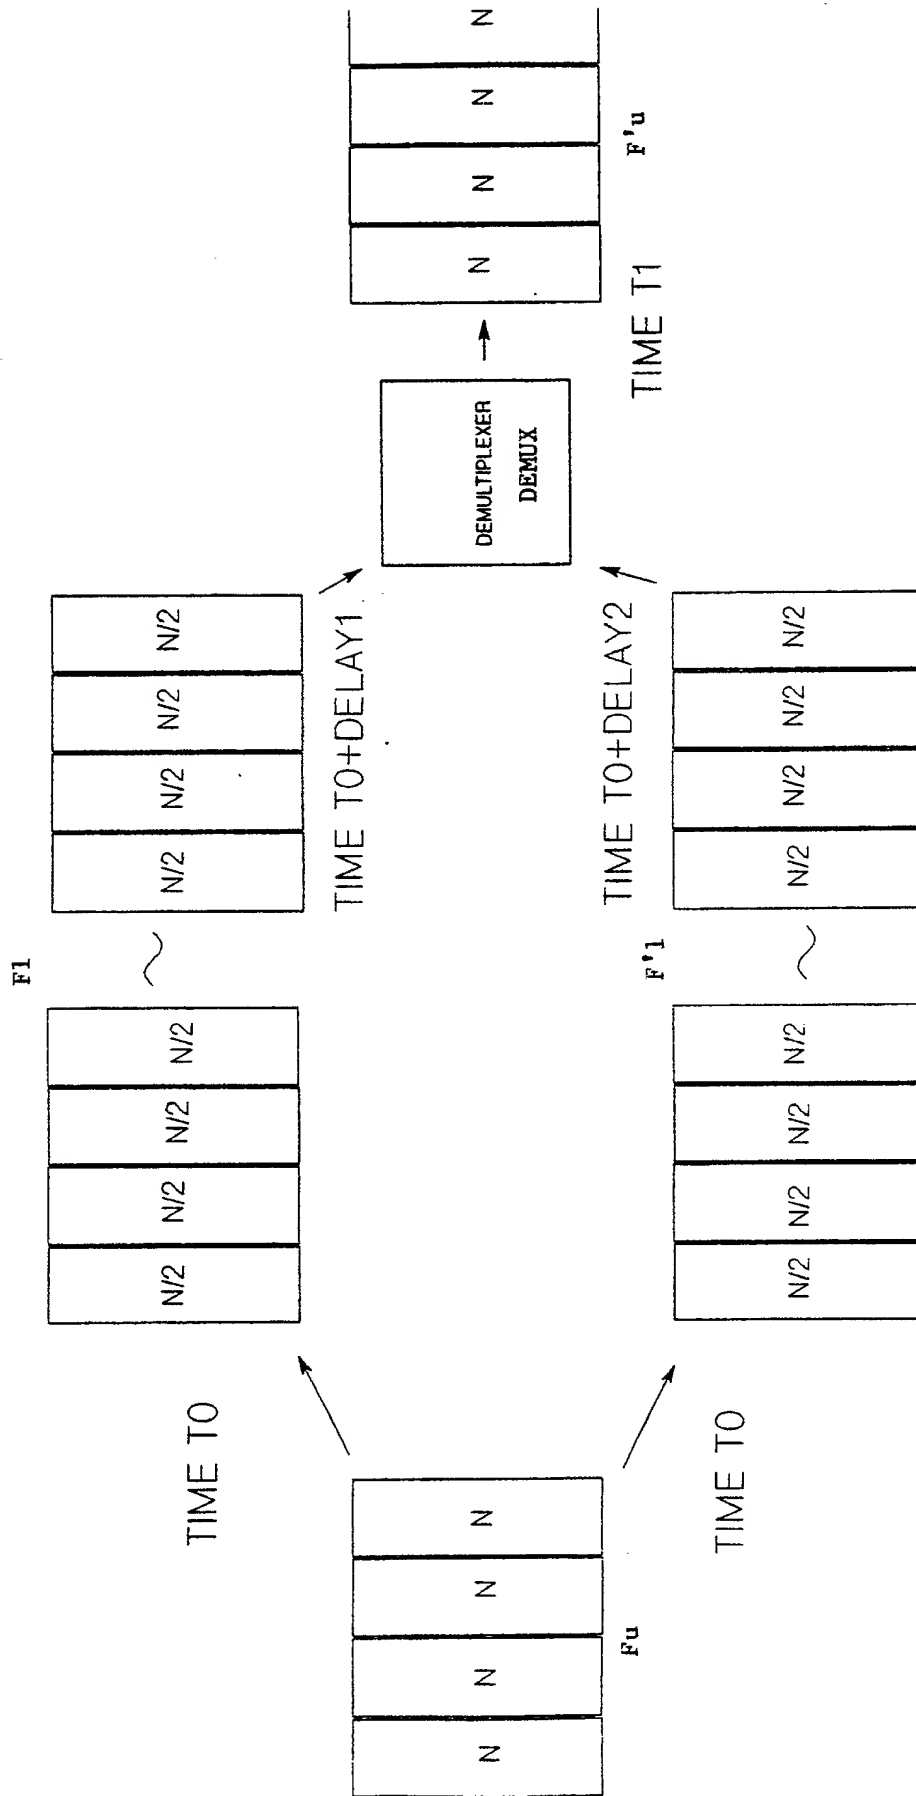 F1
N/2 N/2 N/2 N/2
N/2 N/2 N/2 N/2
TIME TO
TIME TO+DELAY1
N N N N
Fu
DEMULTIPLEXER
DEMUX
N N N N
F'u
TIME T1
TIME TO
TIME TO+DELAY2
F'1
N/2 N/2 N/2 N/2
N/2 N/2 N/2 N/2